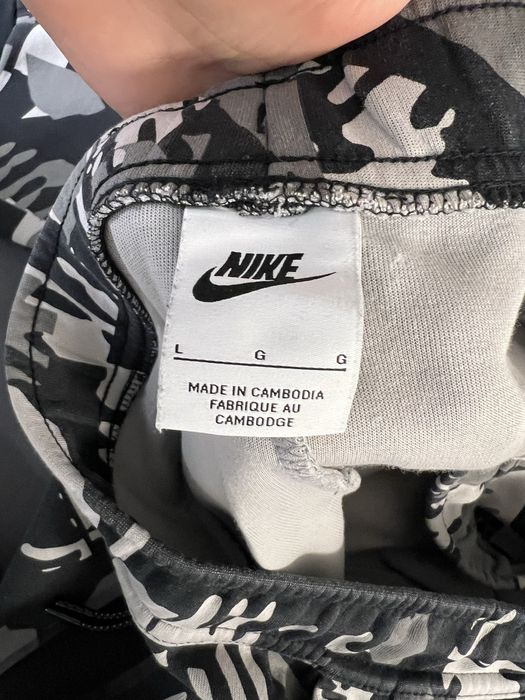 NIKE
L G G
MADE IN CAMBODIA
FABRIQUE AU
CAMBODGE